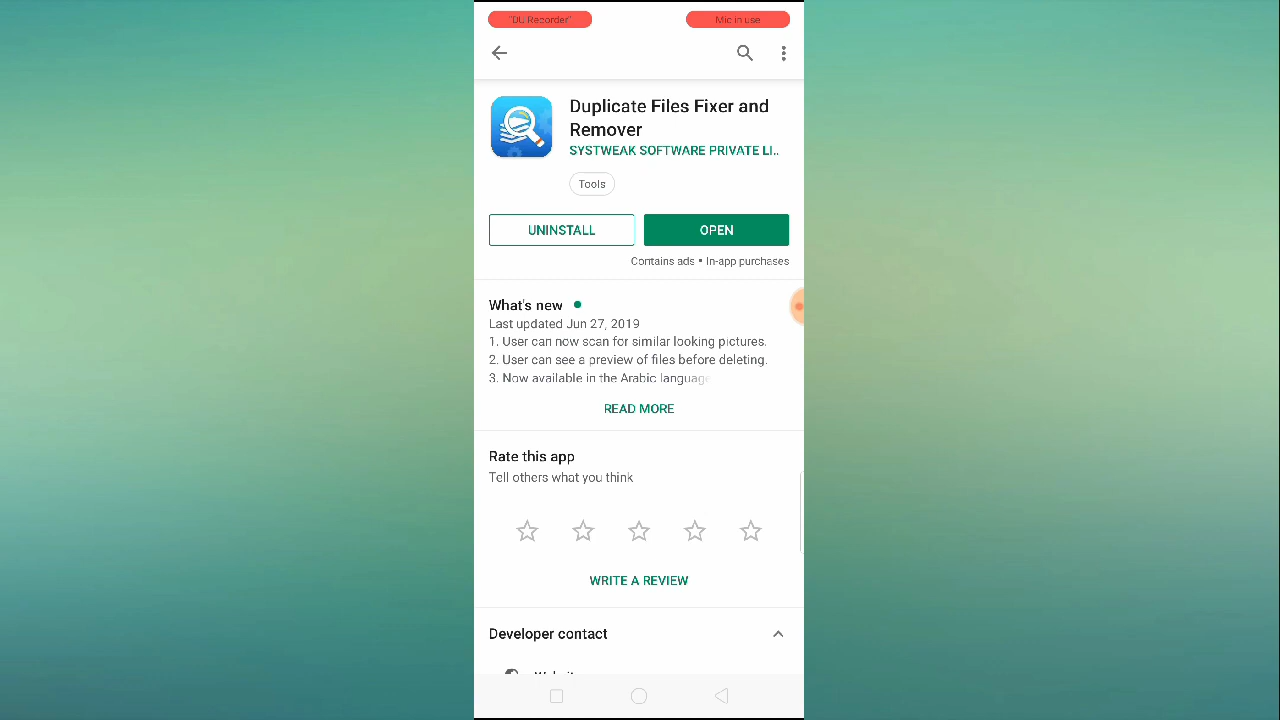 "DU Recorder"
Mic in use
Duplicate Files Fixer and
Remover
SYSTWEAK SOFTWARE PRIVATE LI..
Tools
UNINSTALL
OPEN
Contains ads • In-app purchases
What's new
Last updated Jun 27, 2019
1. User can now scan for similar looking pictures.
2. User can see a preview of files before deleting.
3. Now available in the Arabic language
READ MORE
Rate this app
Tell others what you think
WRITE A REVIEW
Developer contact